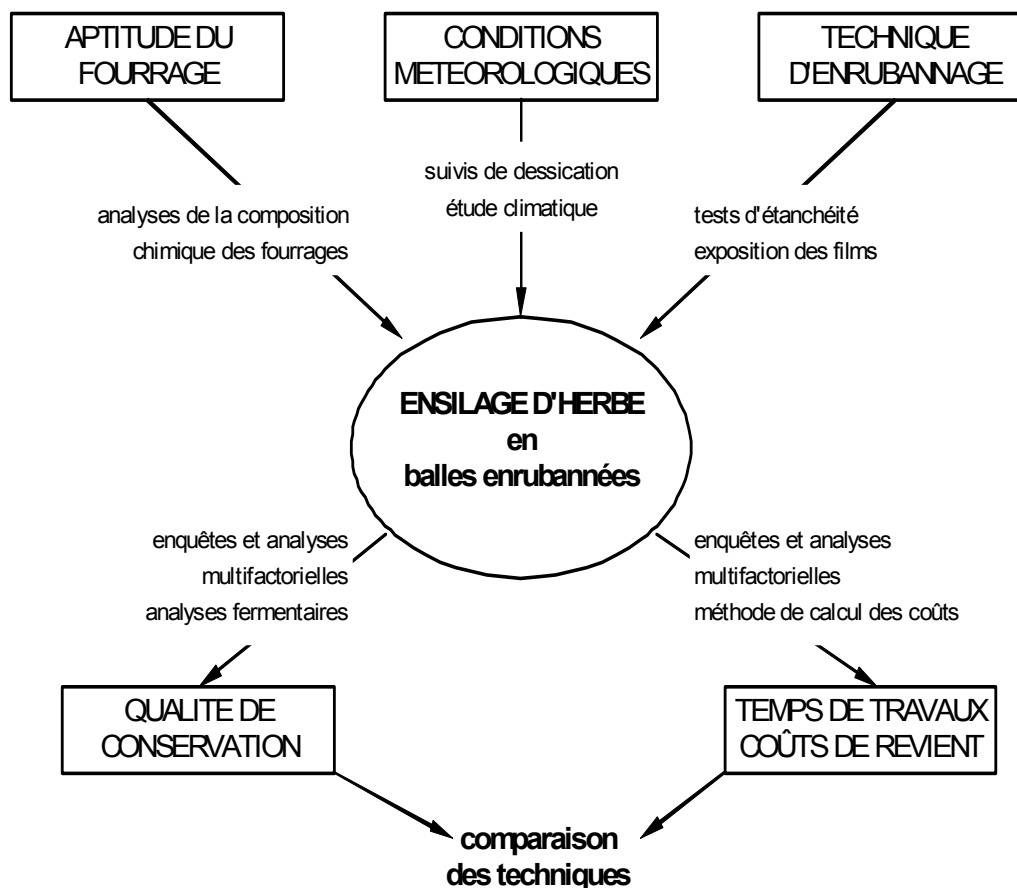 APTITUDE DU
FOURRAGE
CONDITIONS
METEOROLOGIQUES
TECHNIQUE
D'ENRUBANNAGE
analyses de la composition
chimique des fourrages
suivis de dessication
étude climatique
tests d'étanchéité
exposition des films
ENSILAGE D'HERBE
en
balles enrubannées
enquêtes et analyses
multifactorielles
analyses fermentaires
enquêtes et analyses
multifactorielles
méthode de calcul des coûts
QUALITE DE
CONSERVATION
TEMPS DE TRAVAUX
COÛTS DE REVIENT
comparaison
des techniques